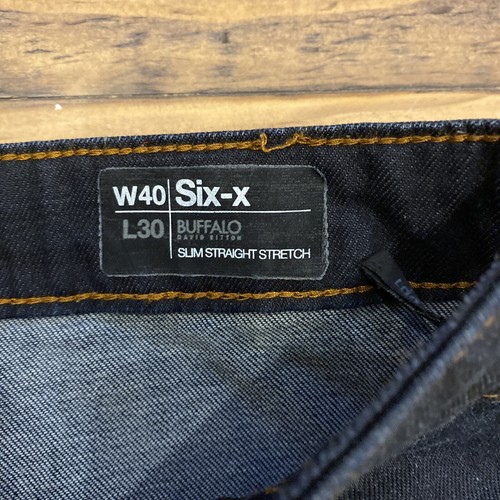 W40 Six-x
L30 BUFFALO
DAVID BITTON
SLIM STRAIGHT STRETCH